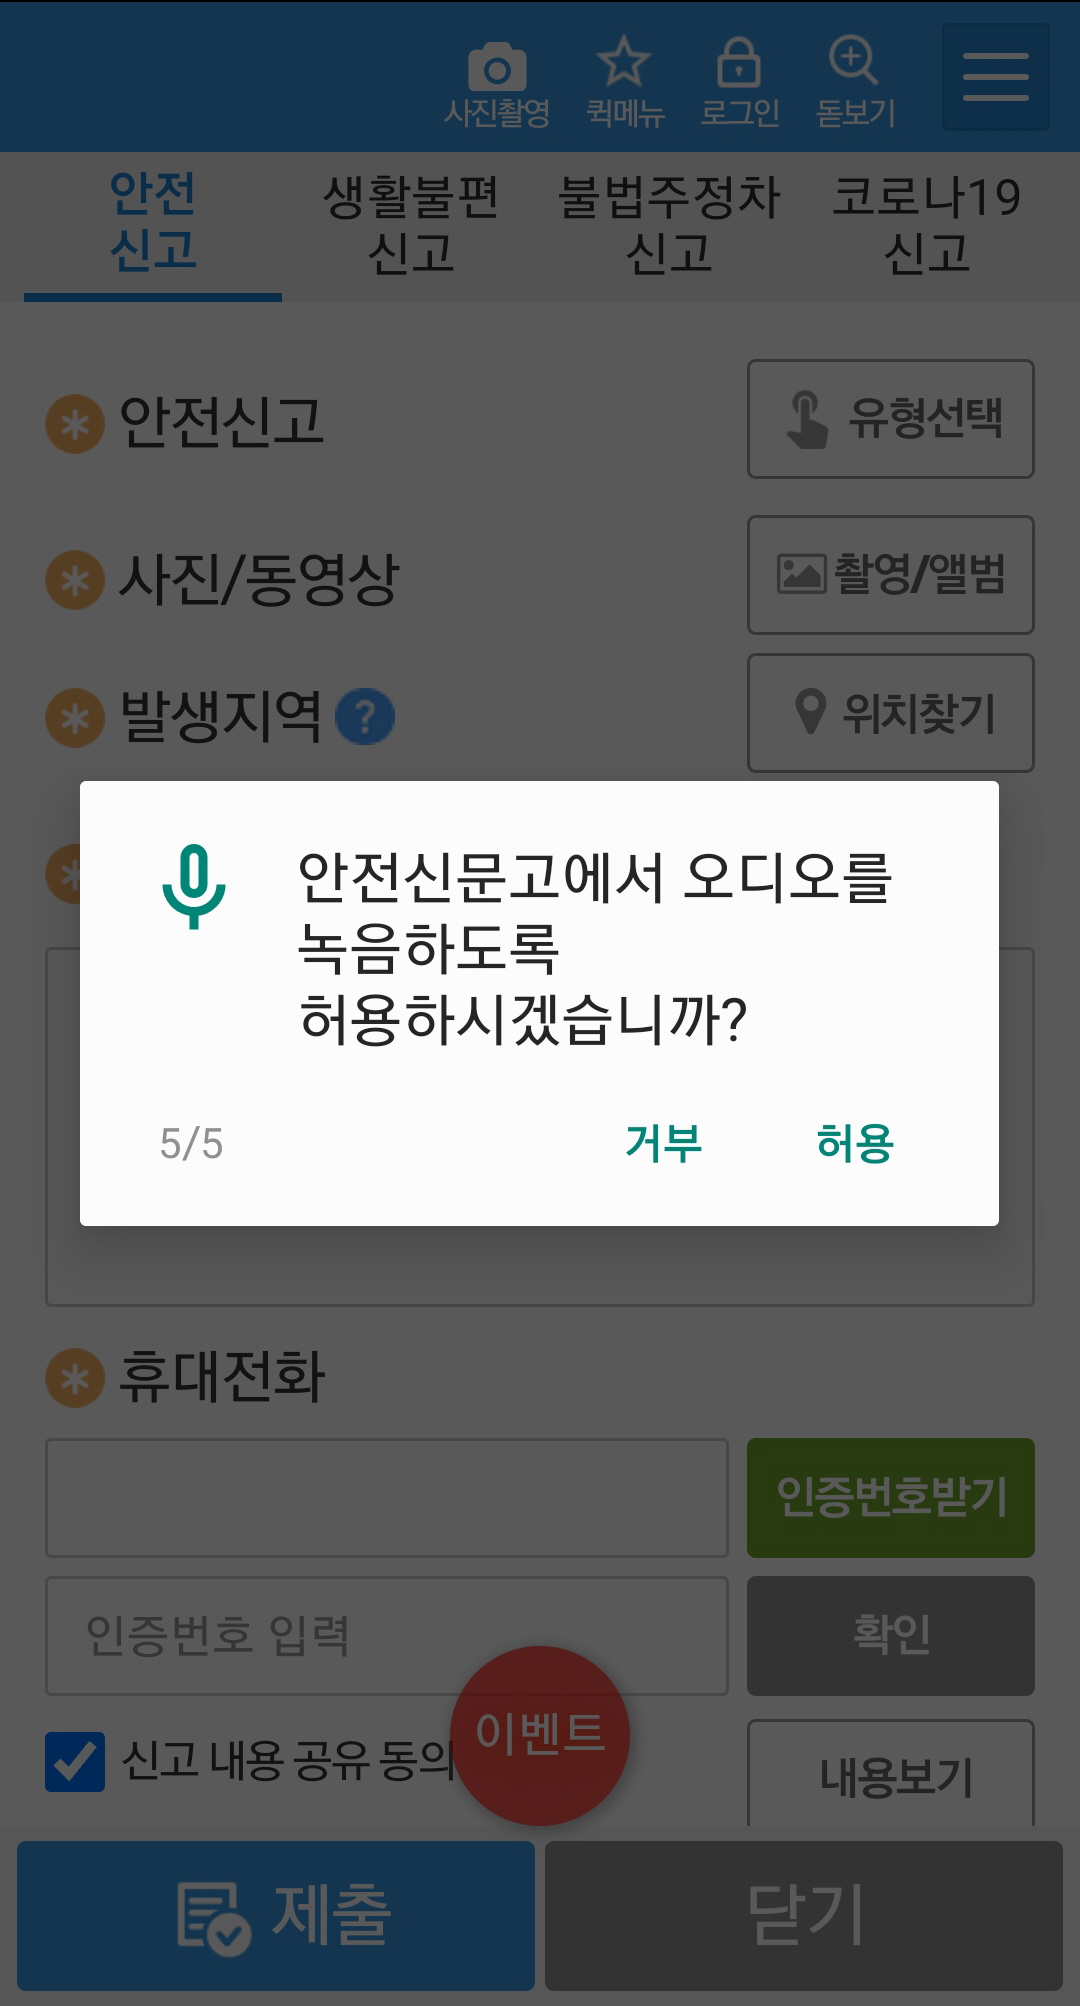 사진촬영 퀵메뉴 로그인 돋보기
안전 생활불편 불법주정차 코로나19
신고 신고 신고 신고
안전신고 유형선택
사진/동영상 촬영/앨범
발생지역 ? 위치찾기
안전신문고에서 오디오를
녹음하도록
허용하시겠습니까?
5/5 거부 허용
휴대전화
인증번호받기
인증번호 입력 확인
이벤트
신고 내용 공유 동의 내용보기
제출 닫기